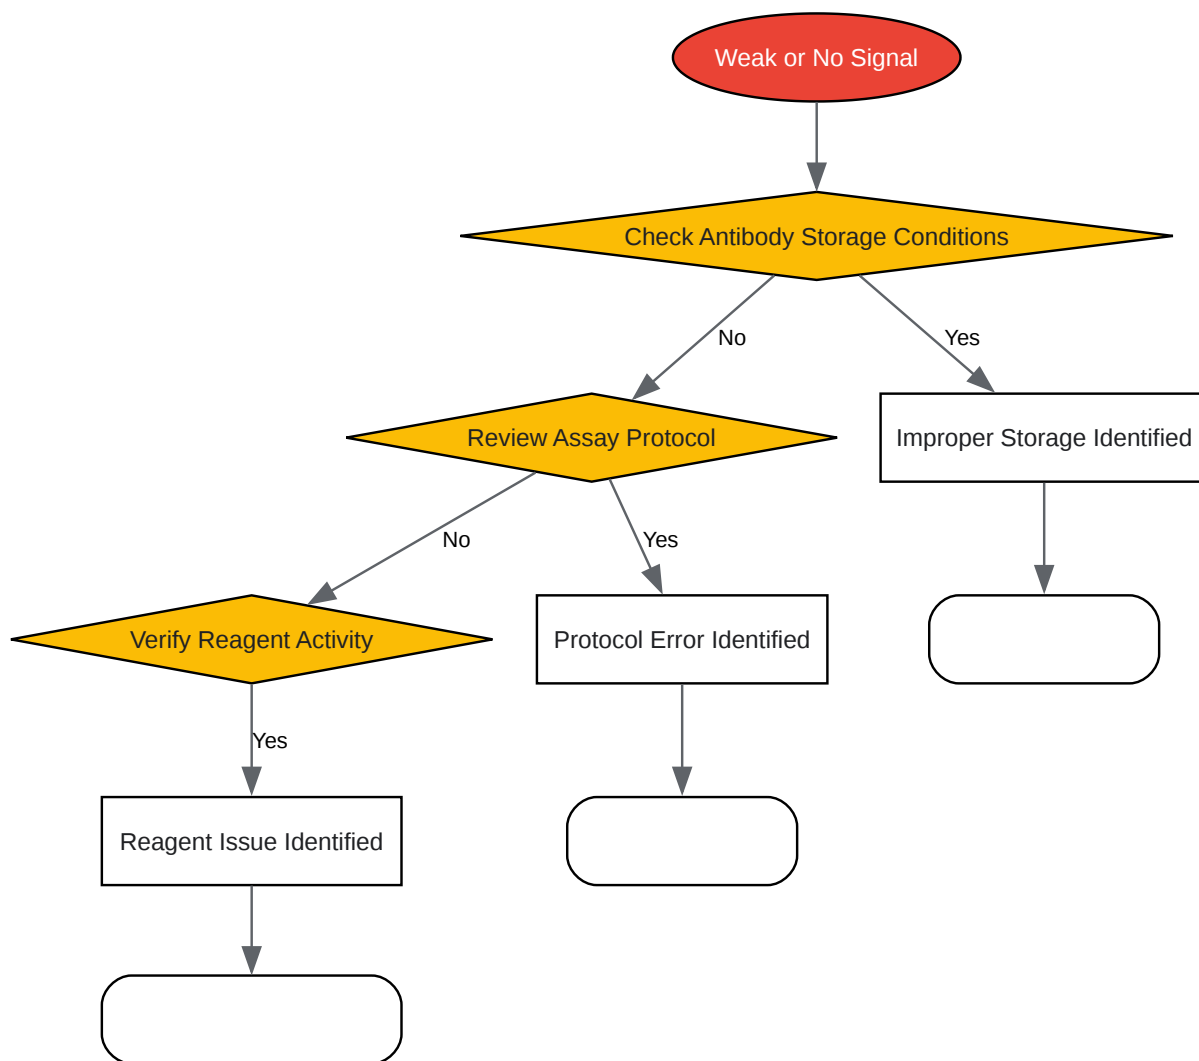 Weak or No Signal
Check Antibody Storage Conditions
No
Yes
Review Assay Protocol
Improper Storage Identified
No
Yes
Verify Reagent Activity
Protocol Error Identified
Yes
Reagent Issue Identified